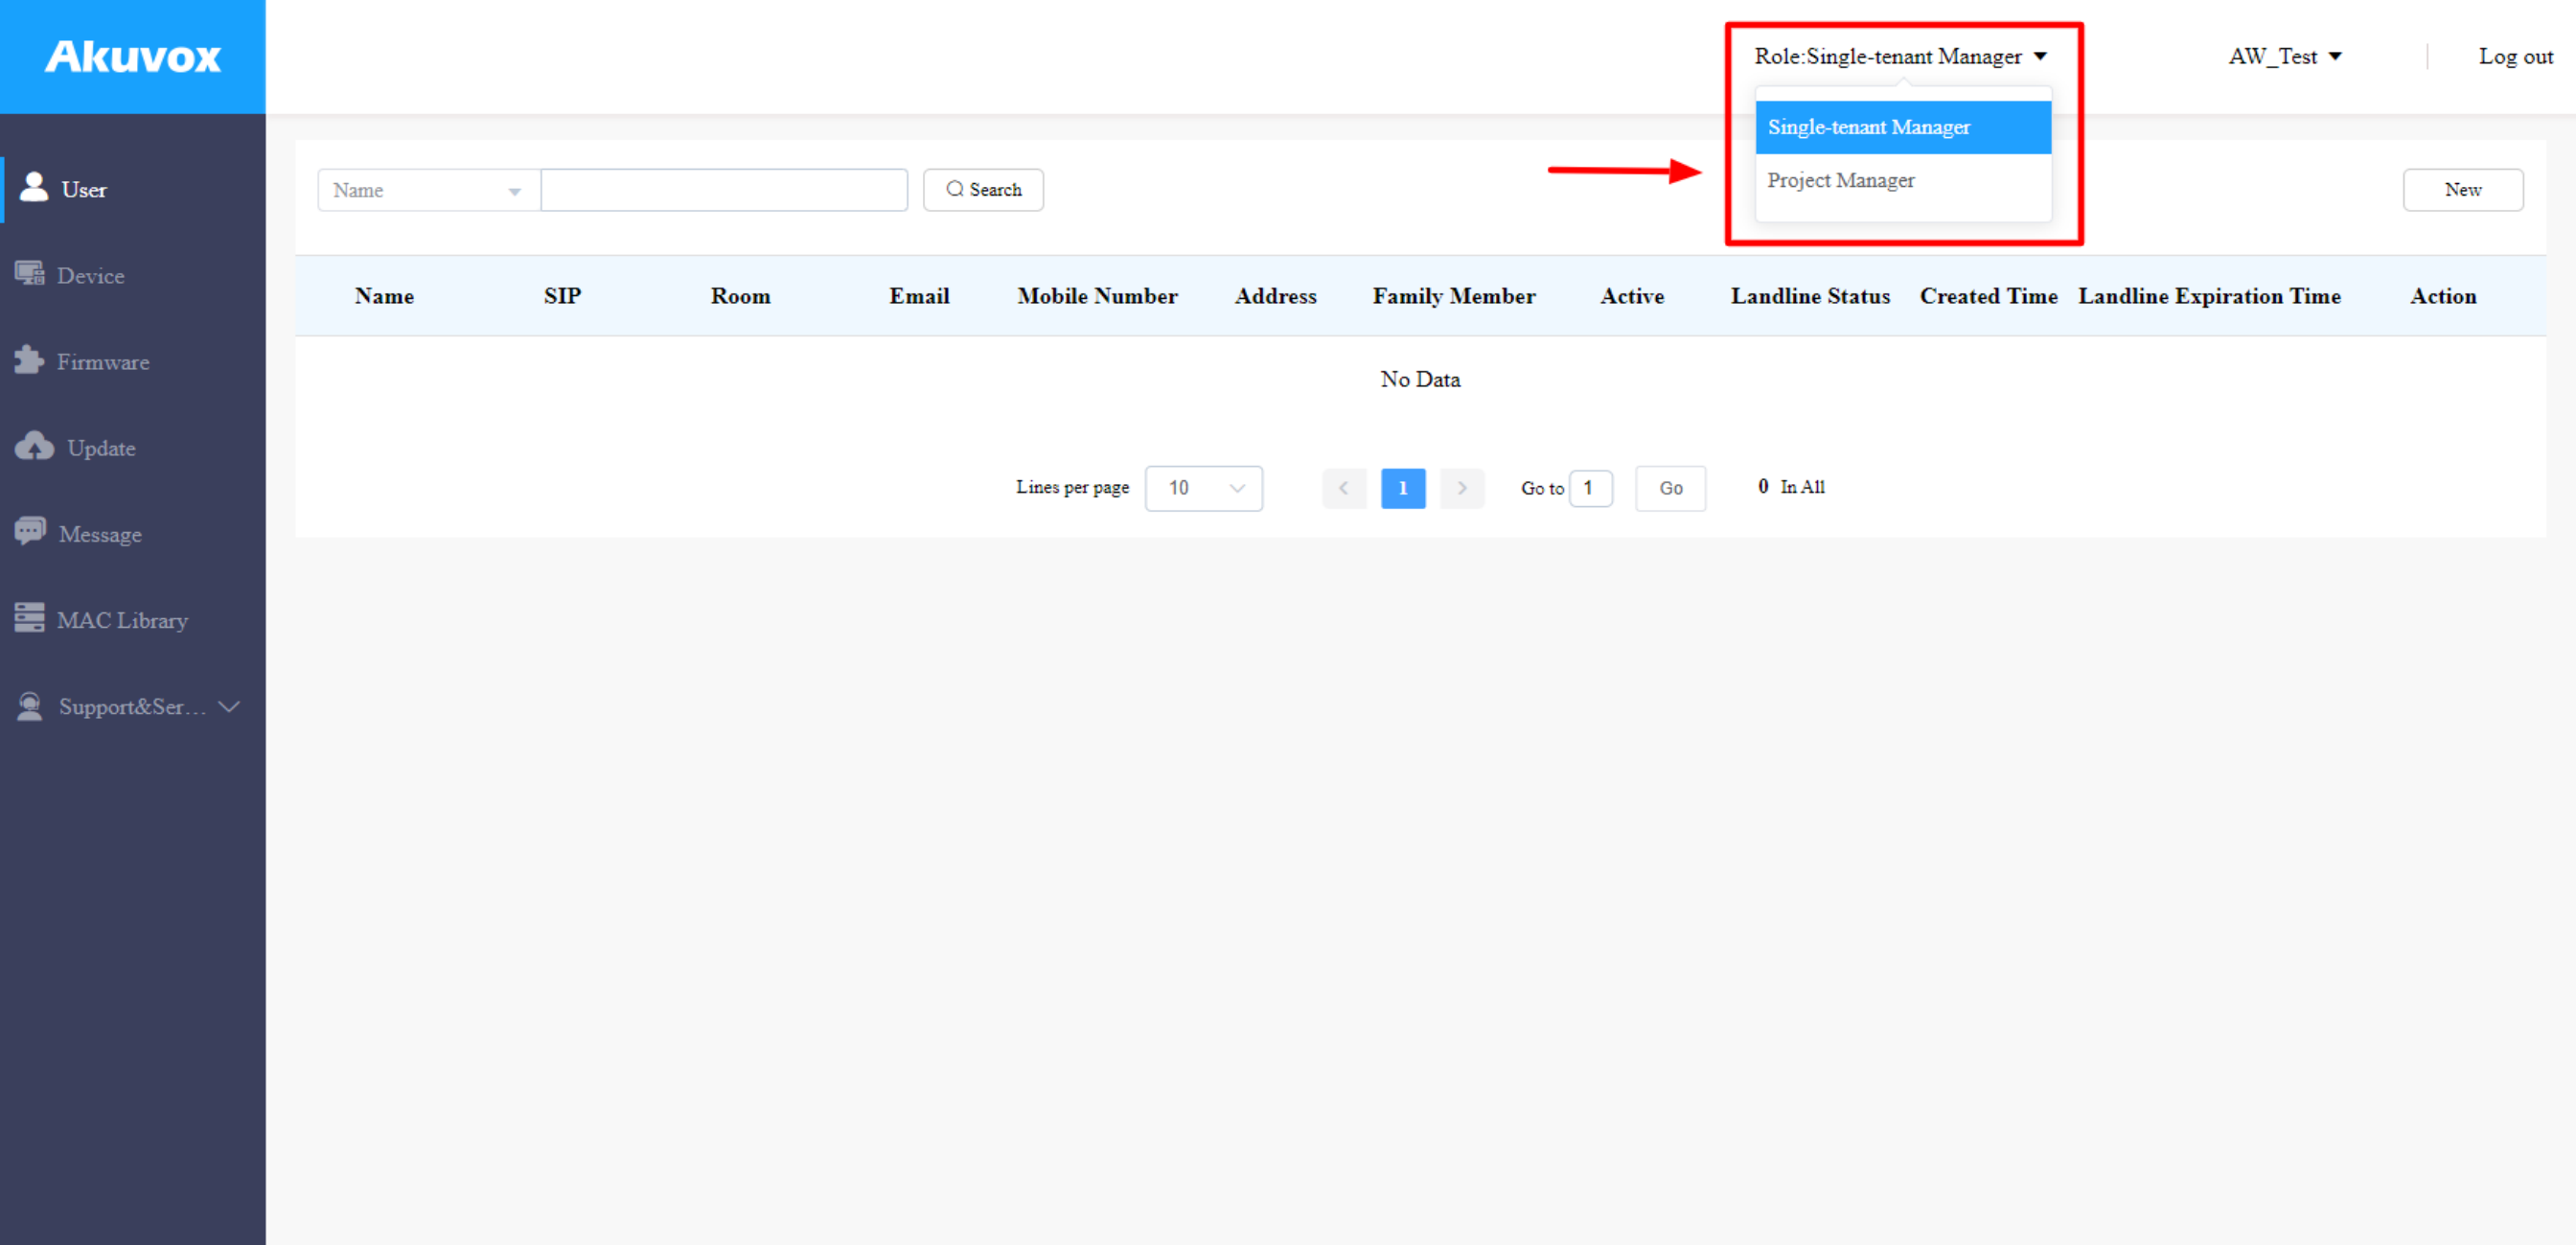 Akuvox
Role:Single-tenant Manager
AW_Test
Log out
Single-tenant Manager
Project Manager
User
Device
Firmware
Update
Message
MAC Library
Support&Ser...
Name
Search
New
Name SIP Room Email Mobile Number Address Family Member Active Landline Status Created Time Landline Expiration Time Action
No Data
Lines per page 10 < 1 > Go to 1 Go 0 In All